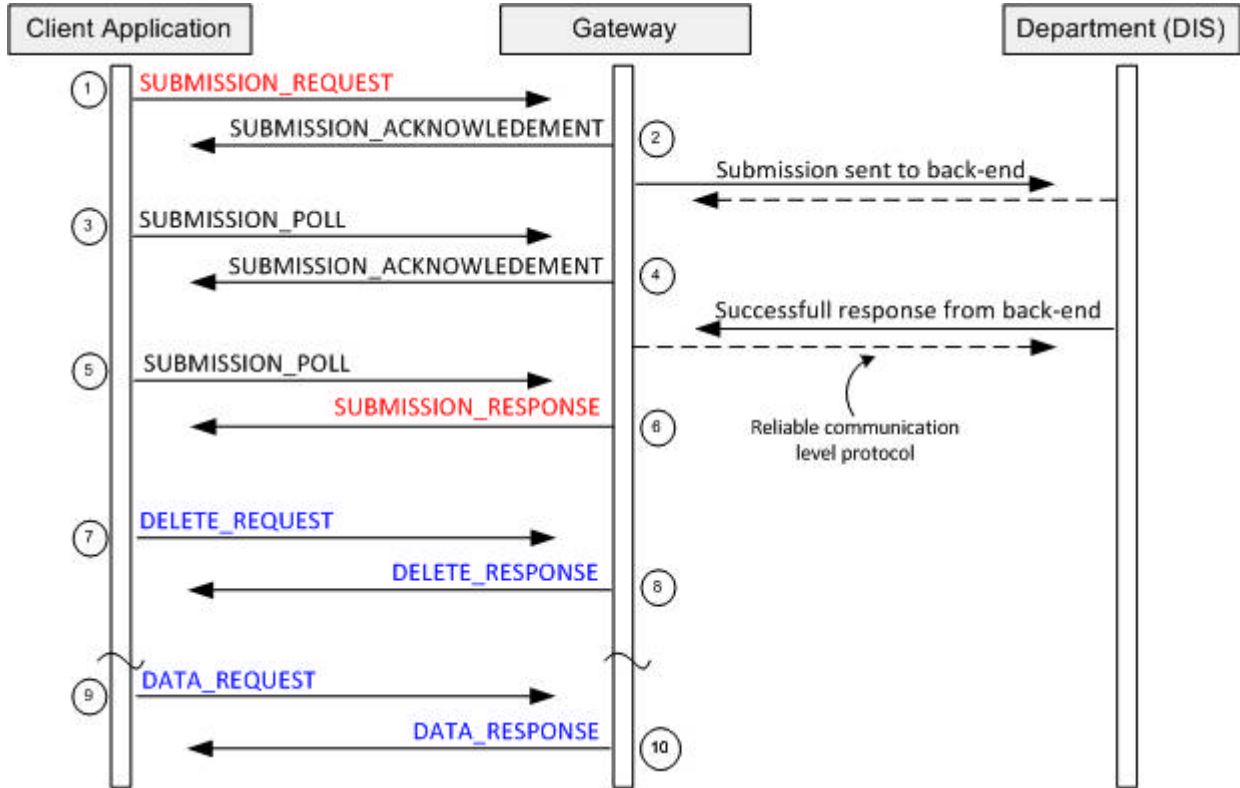 Client Application
Gateway
Department (DIS)
1
SUBMISSION_REQUEST
SUBMISSION_ACKNOWLEDEMENT
2
Submission sent to back-end
3
SUBMISSION_POLL
SUBMISSION_ACKNOWLEDEMENT
4
Successfull response from back-end
5
SUBMISSION_POLL
SUBMISSION_RESPONSE
6
Reliable communication
level protocol
7
DELETE_REQUEST
DELETE_RESPONSE
8
9
DATA_REQUEST
DATA_RESPONSE
10